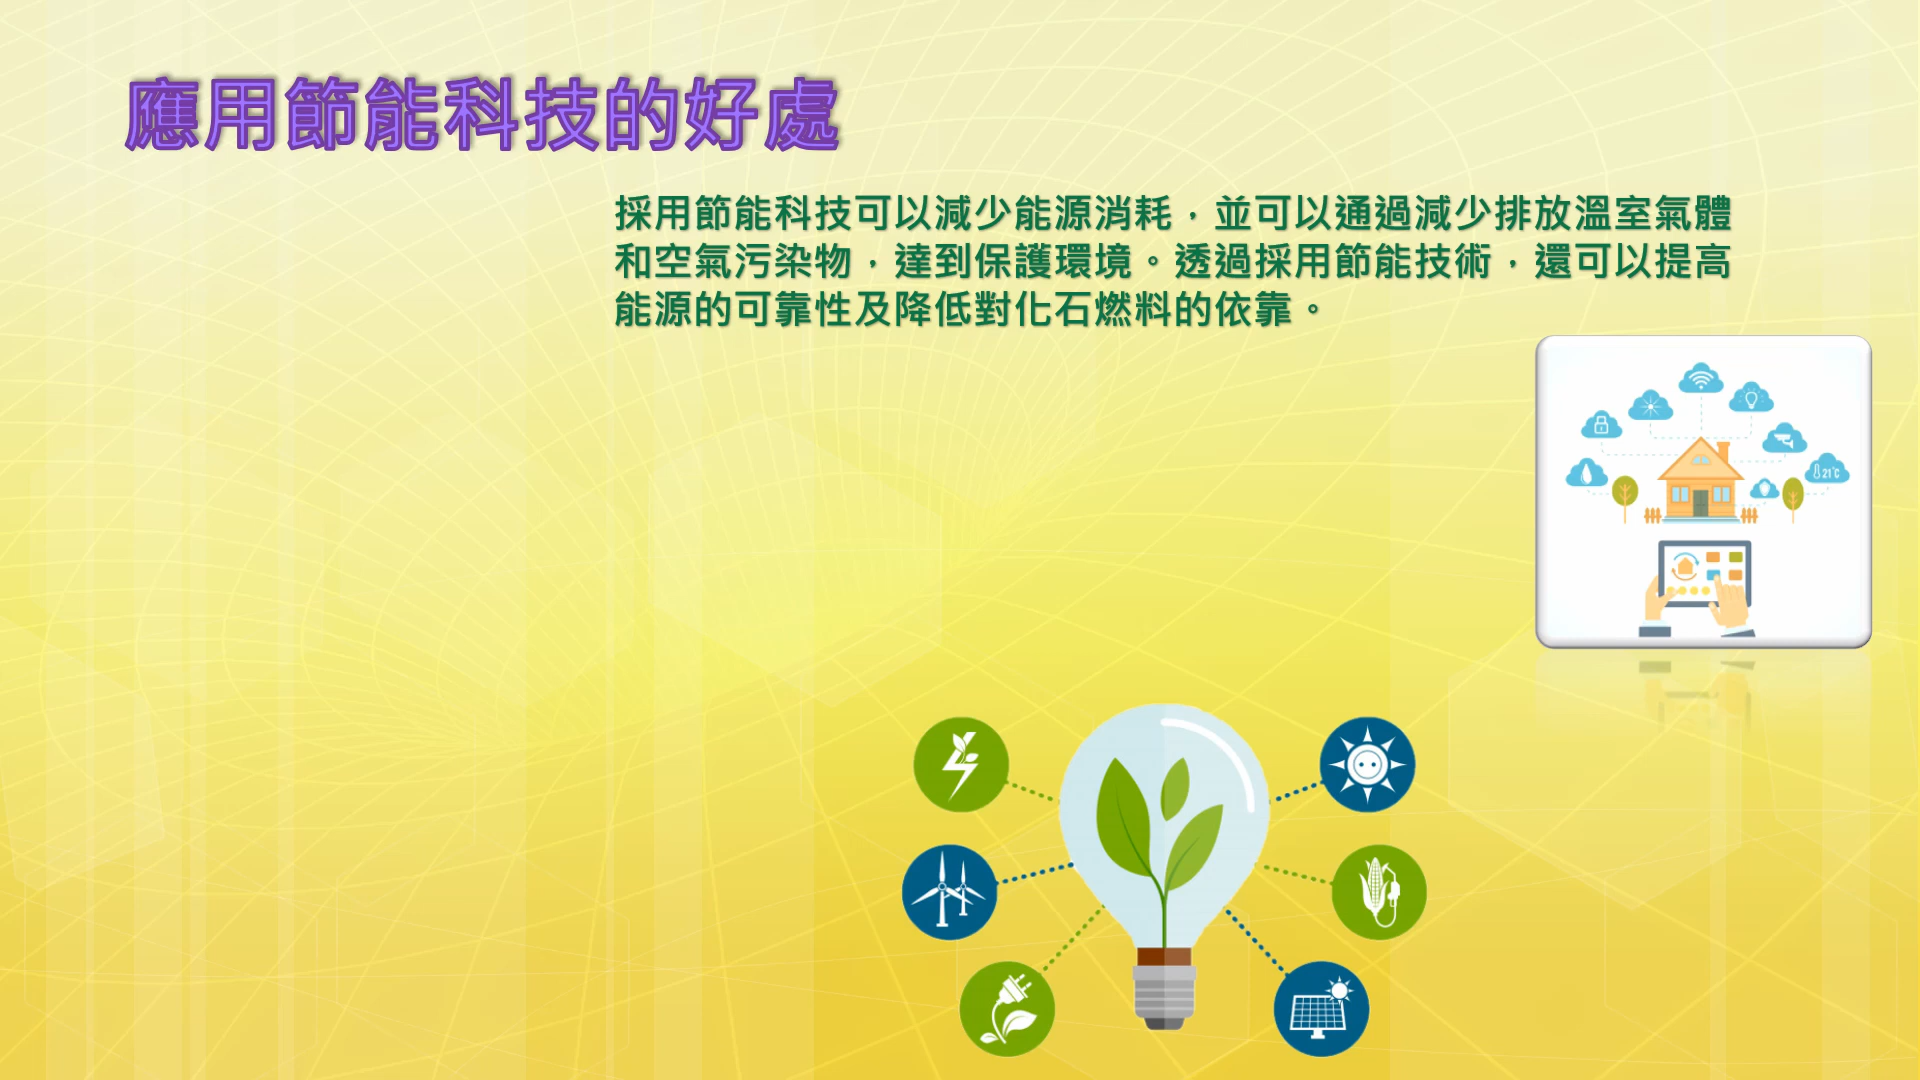 應用節能科技的好處
採用節能科技可以減少能源消耗，並可以通過減少排放溫室氣體
和空氣污染物，達到保護環境。透過採用節能技術，還可以提高
能源的可靠性及降低對化石燃料的依靠。
21°C